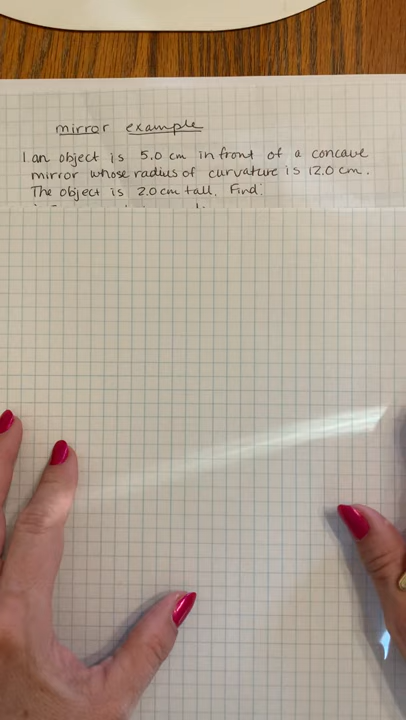 mirror example
1 an object is 5.0 cm in front of a concave
mirror whose radius of curvature is 12.0 cm.
The object is 2.0 cm tall. Find: